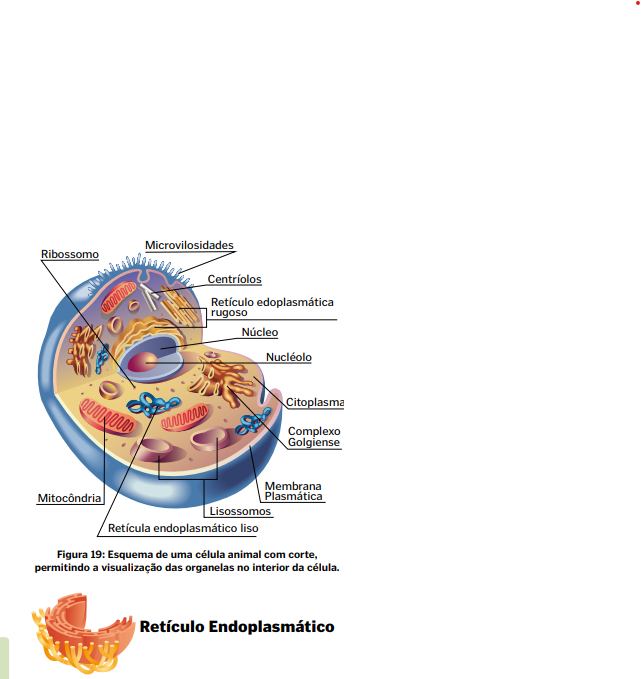 Microvilosidades
Ribossomo
Centríolos
Retículo edoplasmática
rugoso
Núcleo
Nucléolo
Citoplasma
Complexo
Golgiense
Membrana
Plasmática
Mitocôndria
Lisossomos
Retícula endoplasmático liso
Figura 19: Esquema de uma célula animal com corte,
permitindo a visualização das organelas no interior da célula.
Retículo Endoplasmático